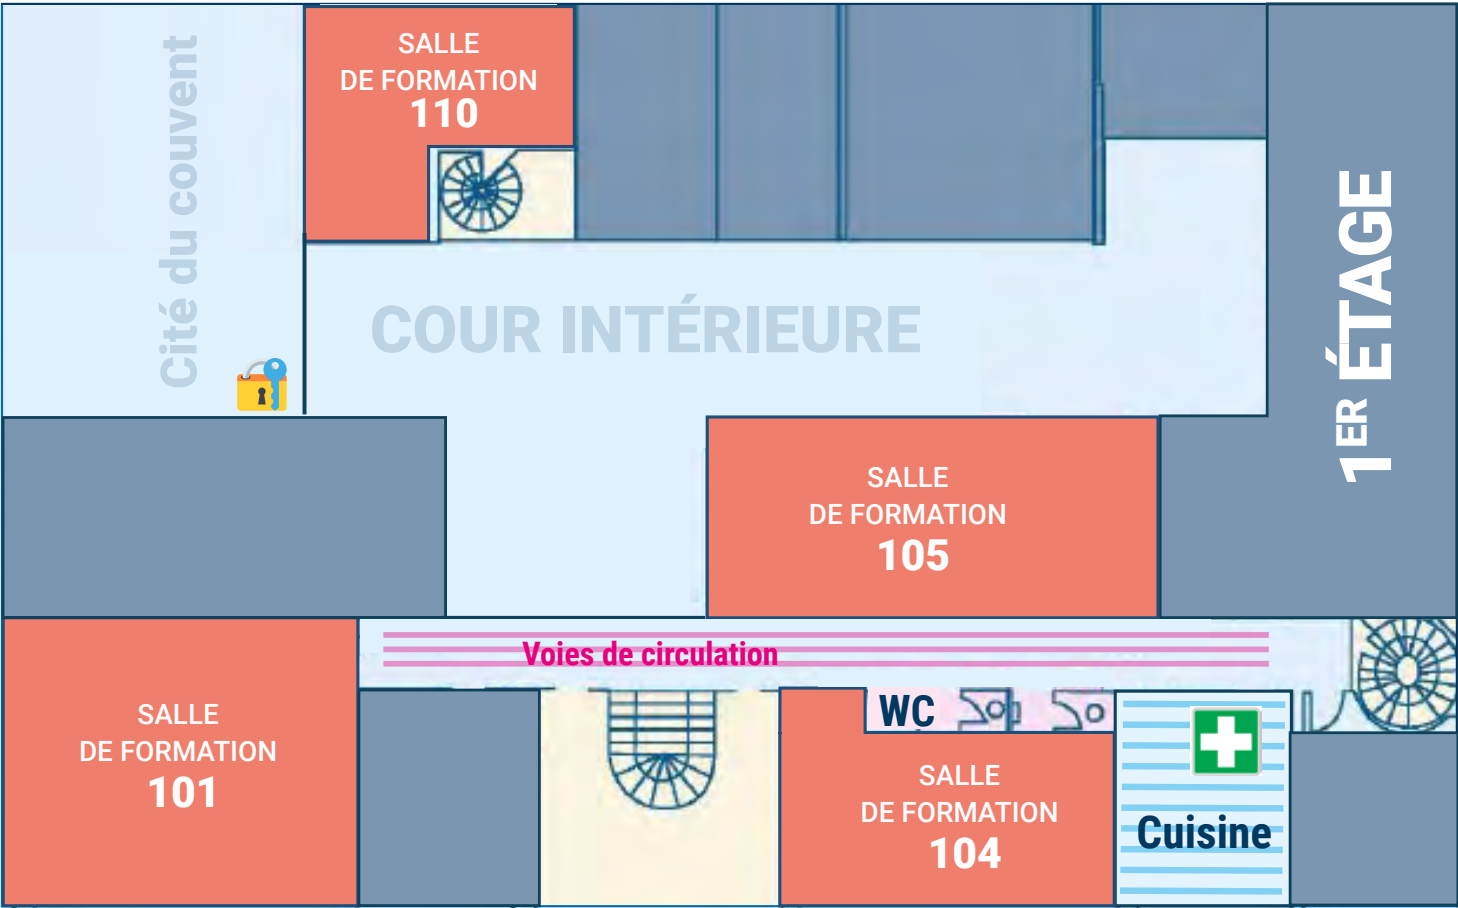 SALLE
DE FORMATION
110
Cité du couvent
COUR INTÉRIEURE
1ER ÉTAGE
SALLE
DE FORMATION
105
Voies de circulation
SALLE
DE FORMATION
101
WC
SALLE
DE FORMATION
104
Cuisine